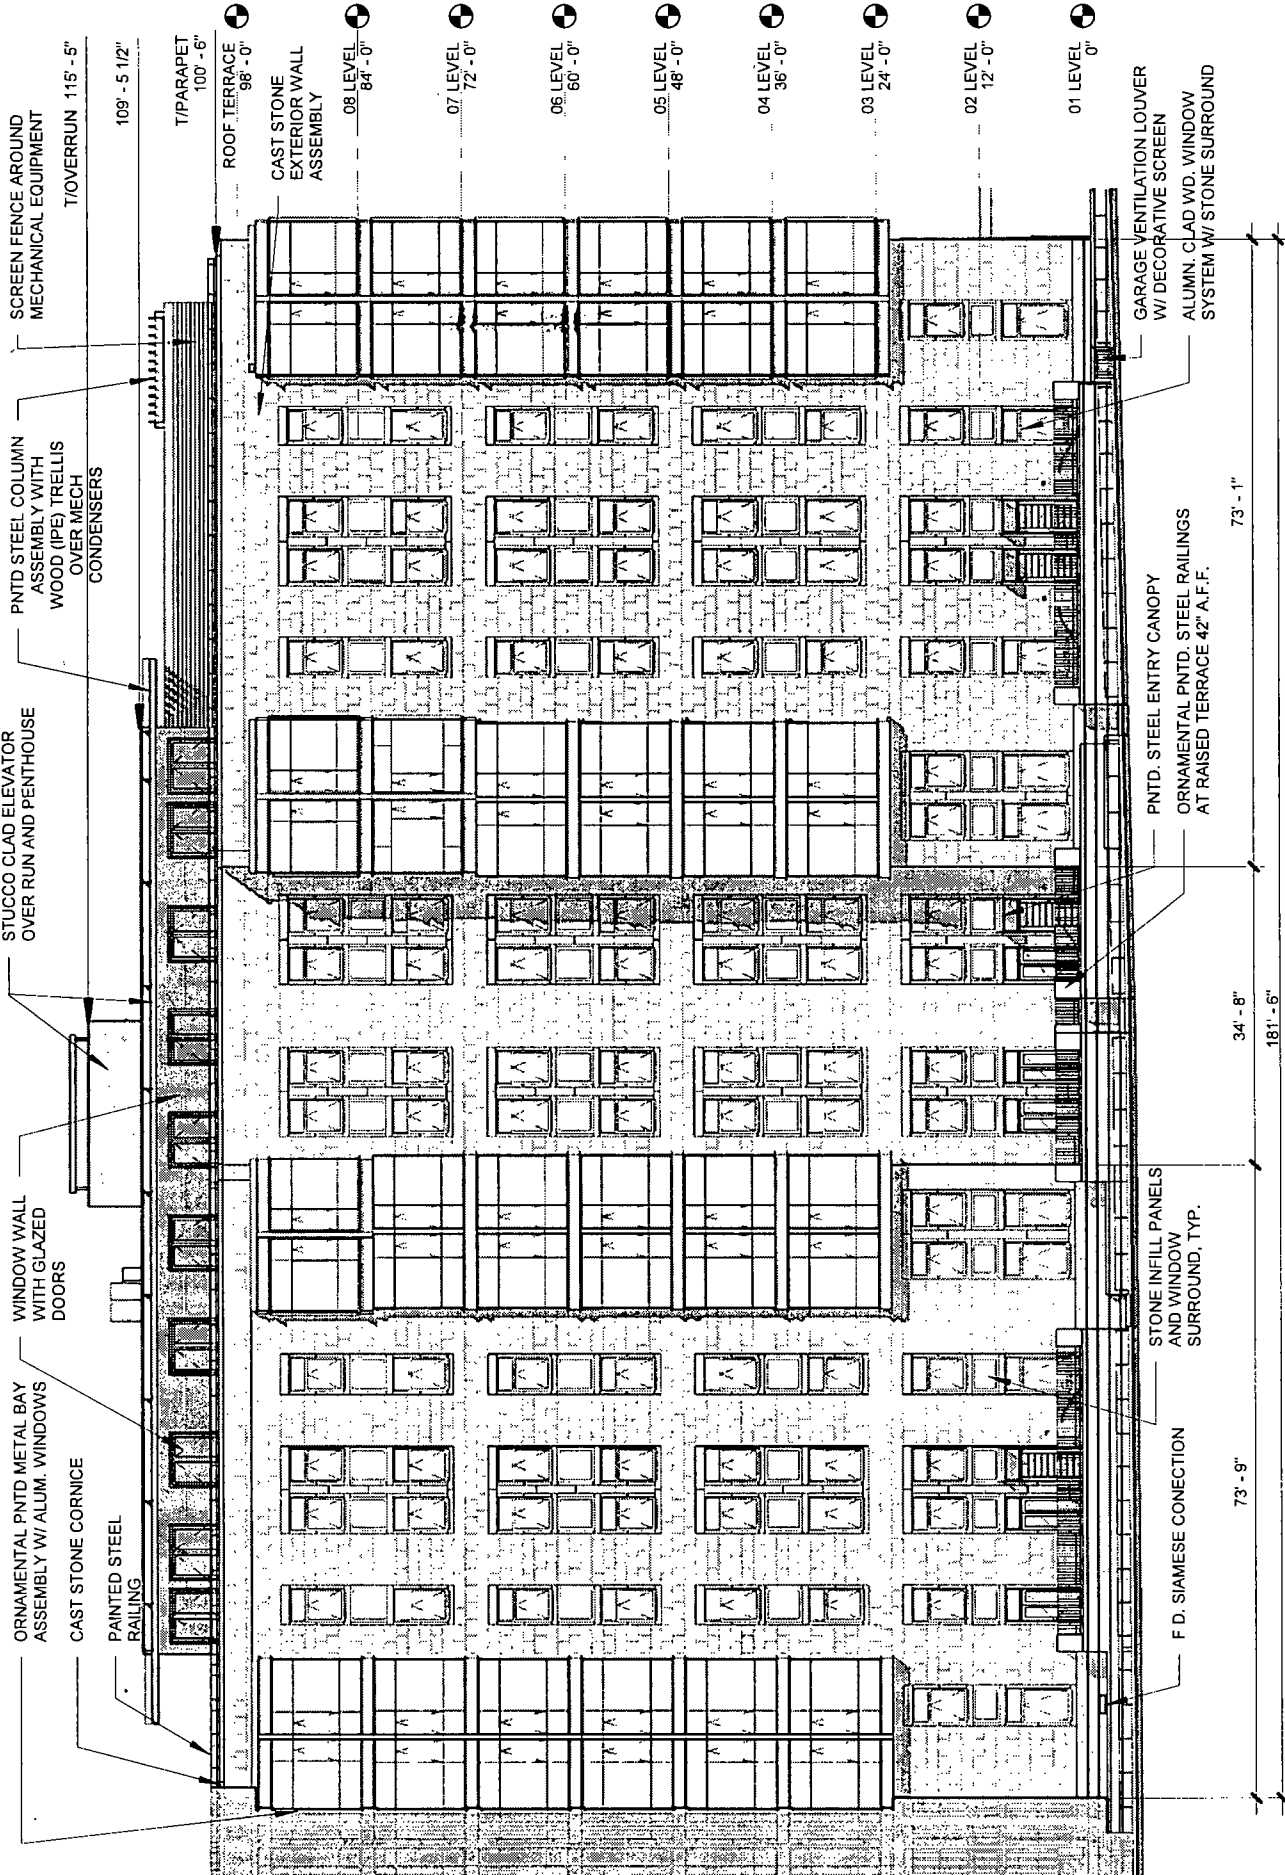 STUCCO CLAD ELEVATOR
OVER RUN AND PENTHOUSE
PNTD STEEL COLUMN
ASSEMBLY WITH
WOOD (IPE) TRELLIS
OVER MECH
CONDENSERS
SCREEN FENCE AROUND
MECHANICAL EQUIPMENT
ORNAMENTAL PNTD METAL BAY
ASSEMBLY W/ ALUM. WINDOWS
WINDOW WALL
WITH GLAZED
DOORS
CAST STONE CORNICE
PAINTED STEEL
RAILING
T/OVERRUN 115' - 5"
109' - 5 1/2"
T/PARAPET
100' - 6"
ROOF TERRACE
98' - 0"
CAST STONE
EXTERIOR WALL
ASSEMBLY
08 LEVEL
84' - 0"
07 LEVEL
72' - 0"
06 LEVEL
60' - 0"
05 LEVEL
48' - 0"
04 LEVEL
36' - 0"
03 LEVEL
24' - 0"
02 LEVEL
12' - 0"
01 LEVEL
0"
F D. SIAMESE CONECTION
STONE INFILL PANELS
AND WINDOW
SURROUND, TYP.
PNTD. STEEL ENTRY CANOPY
ORNAMENTAL PNTD. STEEL RAILINGS
AT RAISED TERRACE 42" A.F.F.
GARAGE VENTILATION LOUVER
W/ DECORATIVE SCREEN
ALUMN. CLAD WD. WINDOW
SYSTEM W/ STONE SURROUND
73' - 9"
34' - 8"
73' - 1"
181' - 6"